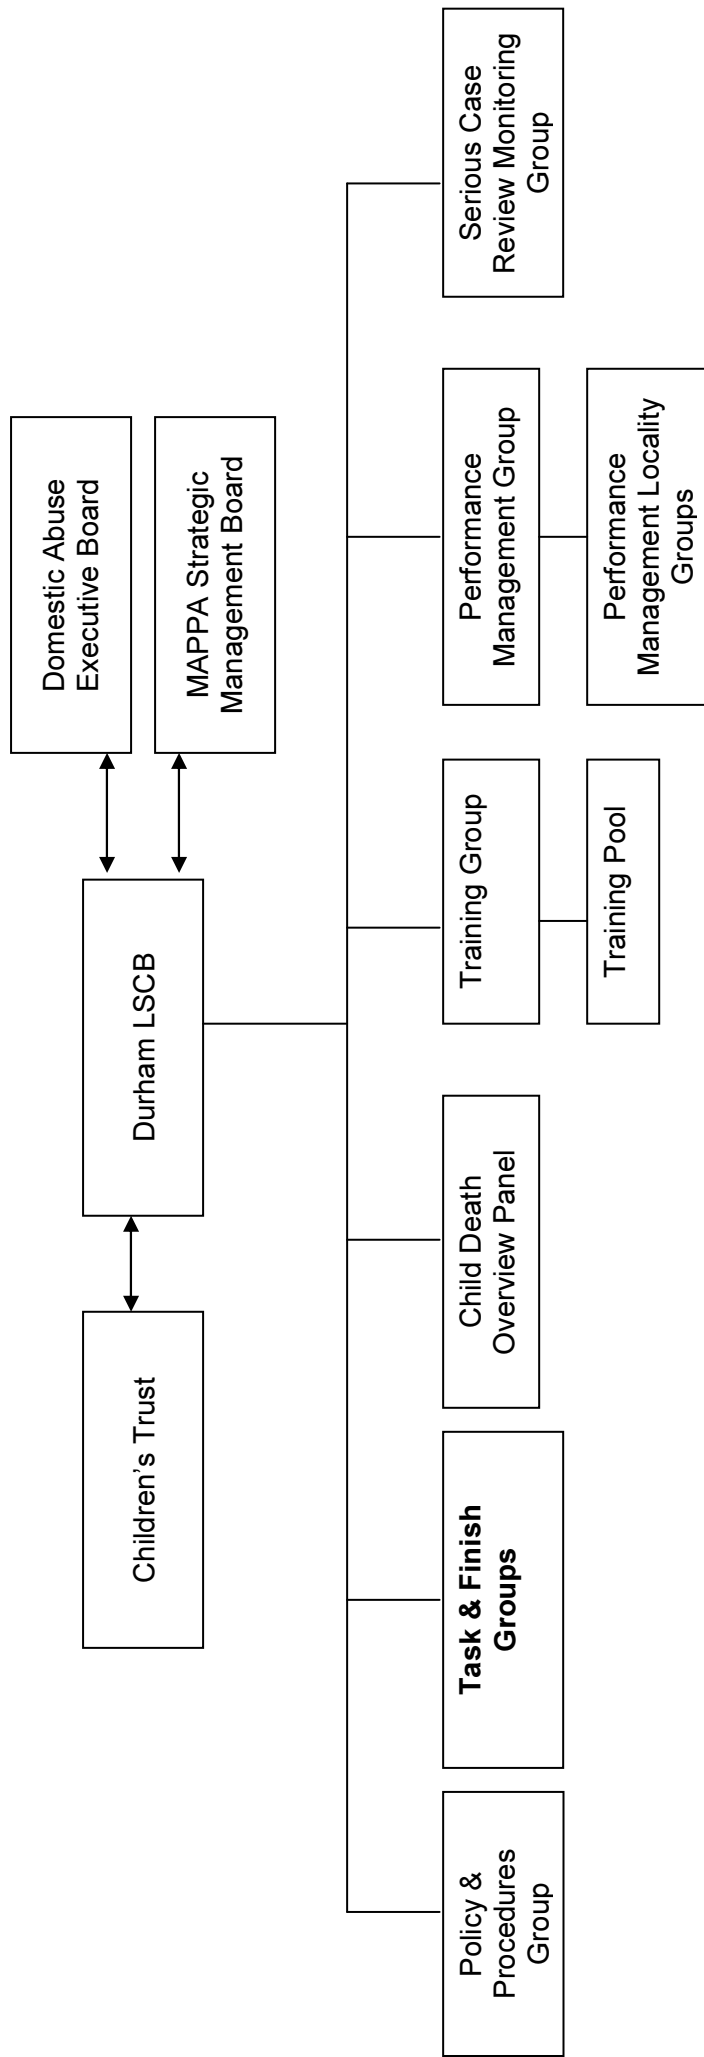 Domestic Abuse
Executive Board
Children's Trust
Durham LSCB
MAPPA Strategic
Management Board
Policy &
Procedures
Group
Task & Finish
Groups
Child Death
Overview Panel
Training Group
Performance
Management Group
Serious Case
Review Monitoring
Group
Training Pool
Performance
Management Locality
Groups